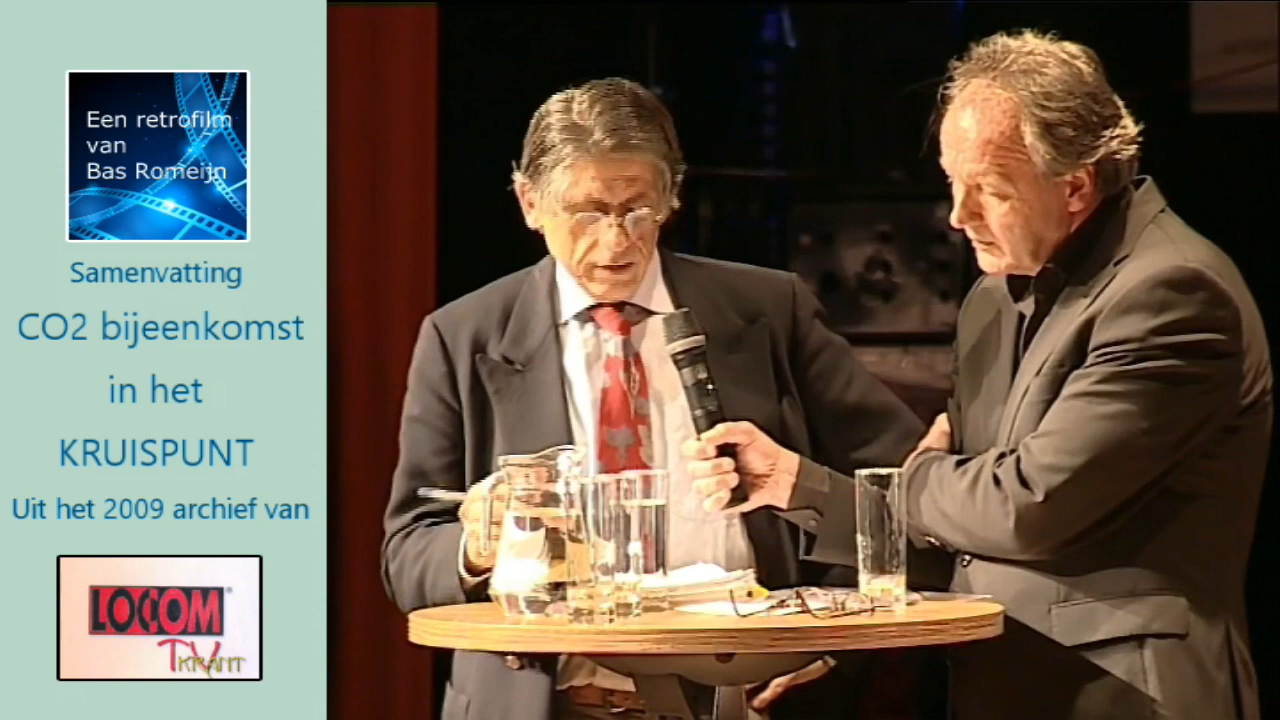 Een retrofilm
van
Bas Romeijn
Samenvatting
CO2 bijeenkomst
in het
KRUISPUNT
Uit het 2009 archief van
LOCOM®
TV KRANT